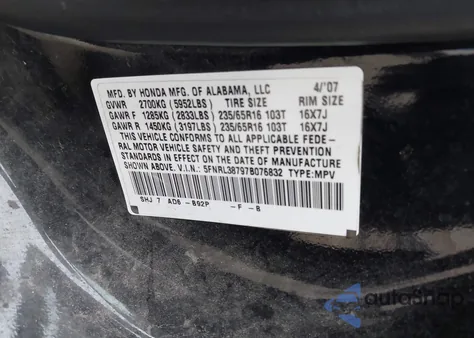 MFD. BY HONDA MFG. OF ALABAMA, LLC 4/'07
GVWR 2700KG (5952LBS) TIRE SIZE RIM SIZE
GAWR F 1285KG (2833LBS) 235/65R16 103T 16X7J
GAWR R 1450KG (3197LBS) 235/65R16 103T 16X7J
THIS VEHICLE CONFORMS TO ALL APPLICABLE FEDE-
RAL MOTOR VEHICLE SAFETY AND THEFT PREVENTION
STANDARDS IN EFFECT ON THE DATE OF MANUFACTURE
SHOWN ABOVE. V.I.N.: 5FNRL38797B076832 TYPE:MPV
SHJ 7 AD6 -B92P -F -B
autoShop